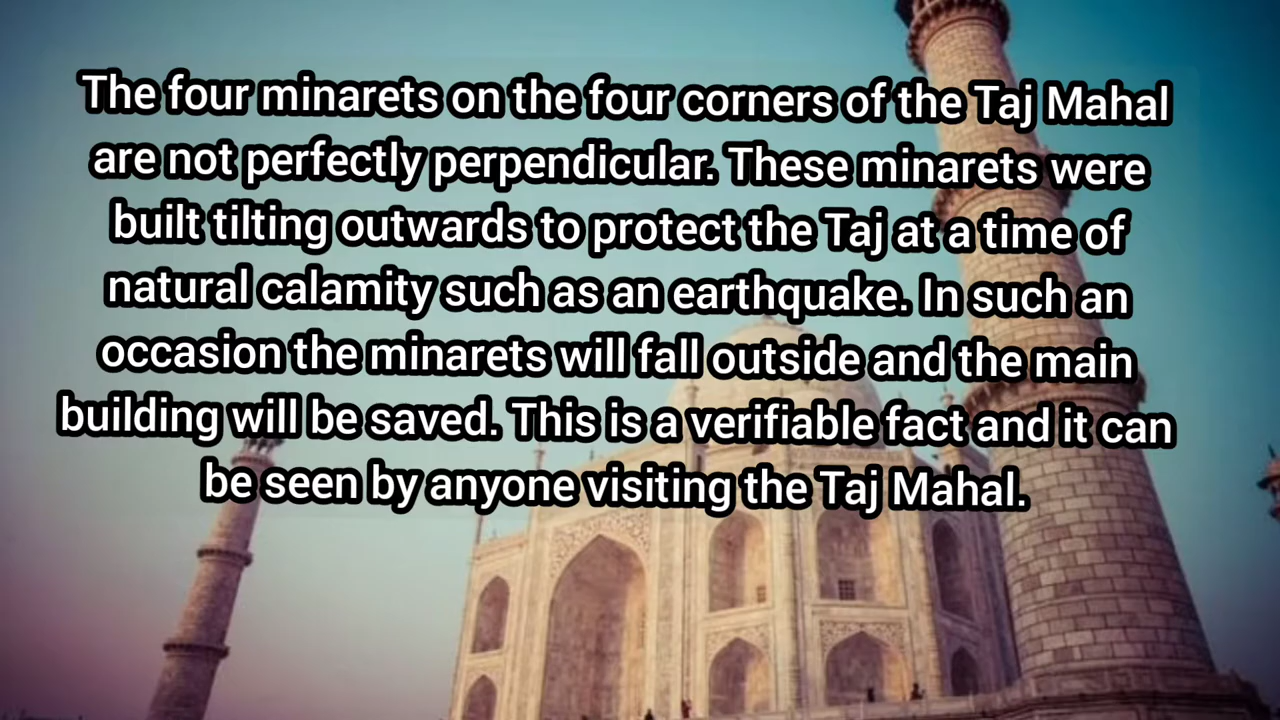 The four minarets on the four corners of the Taj Mahal
are not perfectly perpendicular. These minarets were
built tilting outwards to protect the Taj at a time of
natural calamity such as an earthquake. In such an
occasion the minarets will fall outside and the main
building will be saved. This is a verifiable fact and it can
be seen by anyone visiting the Taj Mahal.